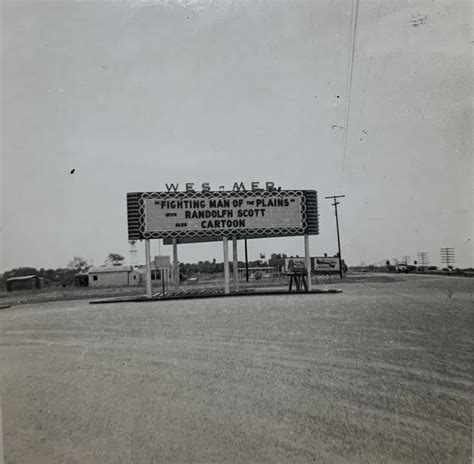 WES-MER
"FIGHTING MAN OF THE PLAINS"
WITH RANDOLPH SCOTT
ALSO CARTOON